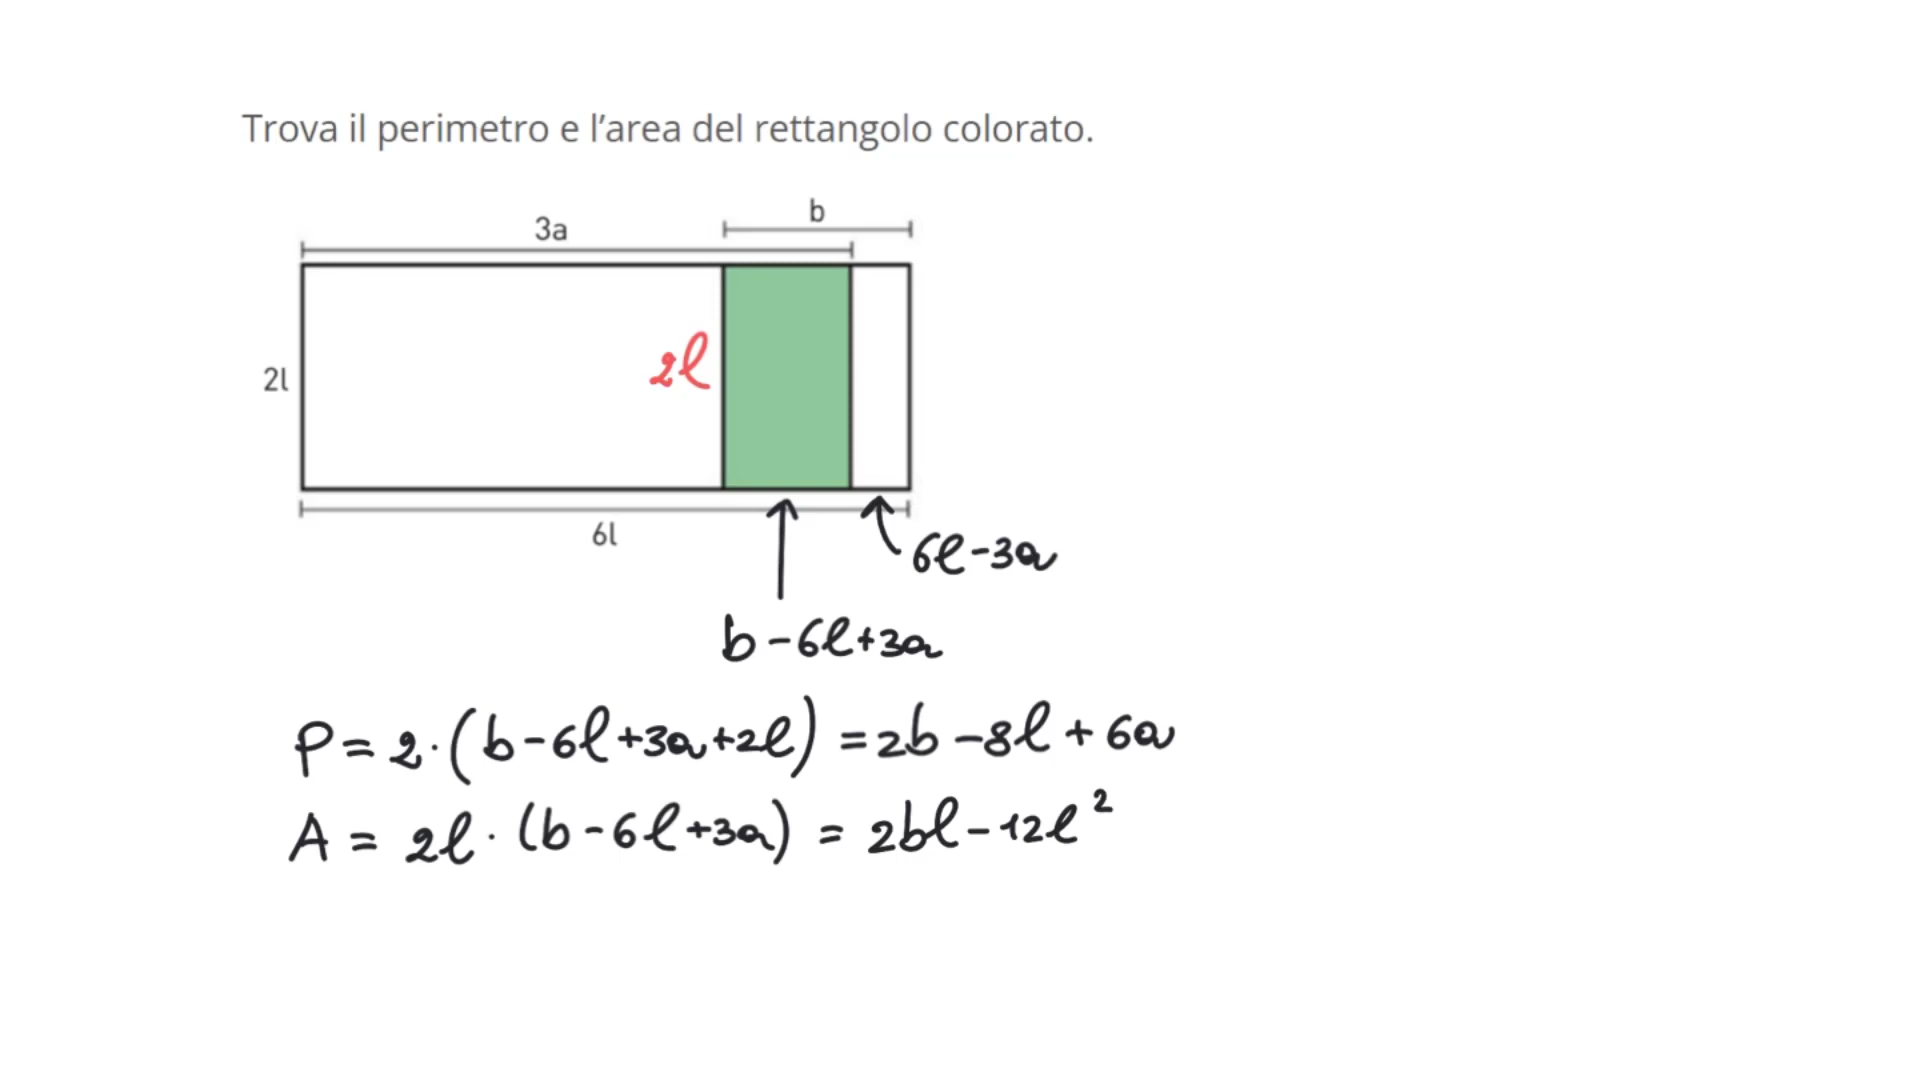 Trova il perimetro e l’area del rettangolo colorato.
b
3a
2l
2l
6l
6l-3a
b-6l+3a
P=2·(b-6l+3a+2l)=2b-8l+6a
A=2l·(b-6l+3a)=2bl-12l²